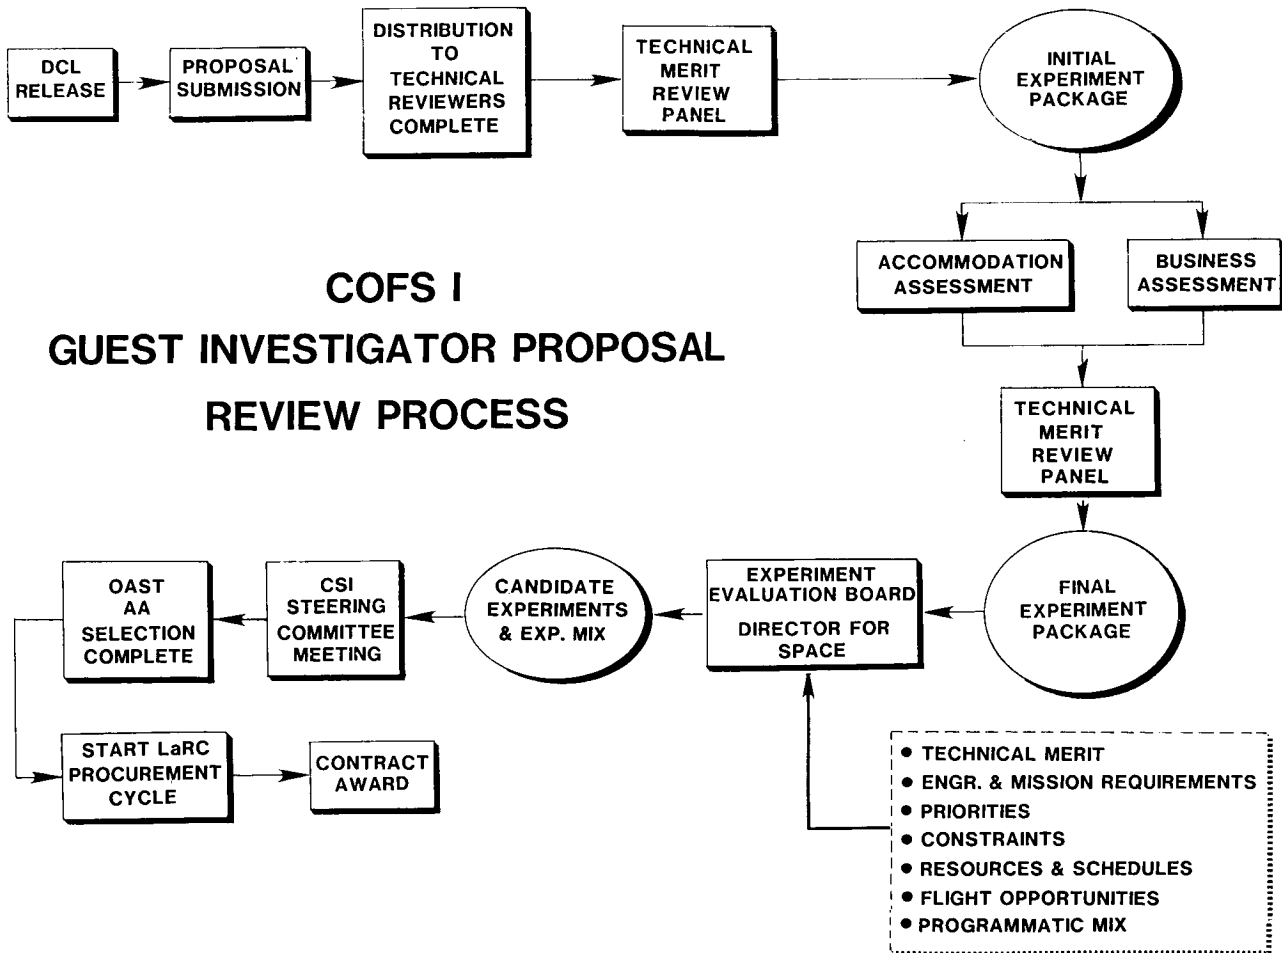 DCL
RELEASE
PROPOSAL
SUBMISSION
DISTRIBUTION
TO
TECHNICAL
REVIEWERS
COMPLETE
TECHNICAL
MERIT
REVIEW
PANEL
INITIAL
EXPERIMENT
PACKAGE
ACCOMMODATION
ASSESSMENT
BUSINESS
ASSESSMENT
COFS I
GUEST INVESTIGATOR PROPOSAL
REVIEW PROCESS
TECHNICAL
MERIT
REVIEW
PANEL
FINAL
EXPERIMENT
PACKAGE
EXPERIMENT
EVALUATION BOARD
DIRECTOR FOR
SPACE
CANDIDATE
EXPERIMENTS
& EXP. MIX
CSI
STEERING
COMMITTEE
MEETING
OAST
AA
SELECTION
COMPLETE
START LaRC
PROCUREMENT
CYCLE
CONTRACT
AWARD
• TECHNICAL MERIT
• ENGR. & MISSION REQUIREMENTS
• PRIORITIES
• CONSTRAINTS
• RESOURCES & SCHEDULES
• FLIGHT OPPORTUNITIES
• PROGRAMMATIC MIX